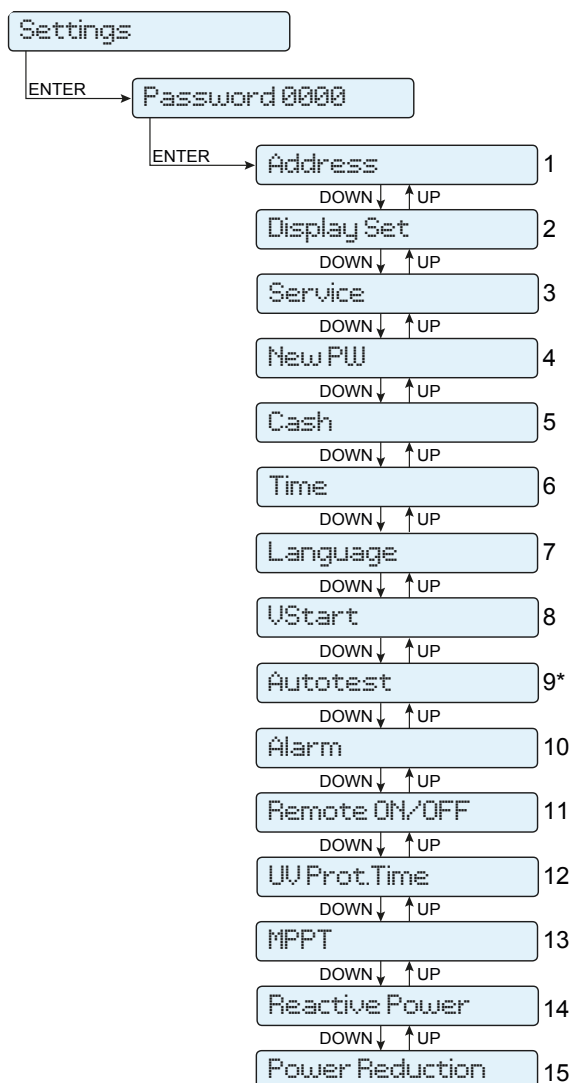 Settings
ENTER
Password 0000
ENTER
Address 1
DOWN UP
Display Set 2
DOWN UP
Service 3
DOWN UP
New PW 4
DOWN UP
Cash 5
DOWN UP
Time 6
DOWN UP
Language 7
DOWN UP
VStart 8
DOWN UP
Autotest 9*
DOWN UP
Alarm 10
DOWN UP
Remote ON/OFF 11
DOWN UP
UV Prot.Time 12
DOWN UP
MPPT 13
DOWN UP
Reactive Power 14
DOWN UP
Power Reduction 15